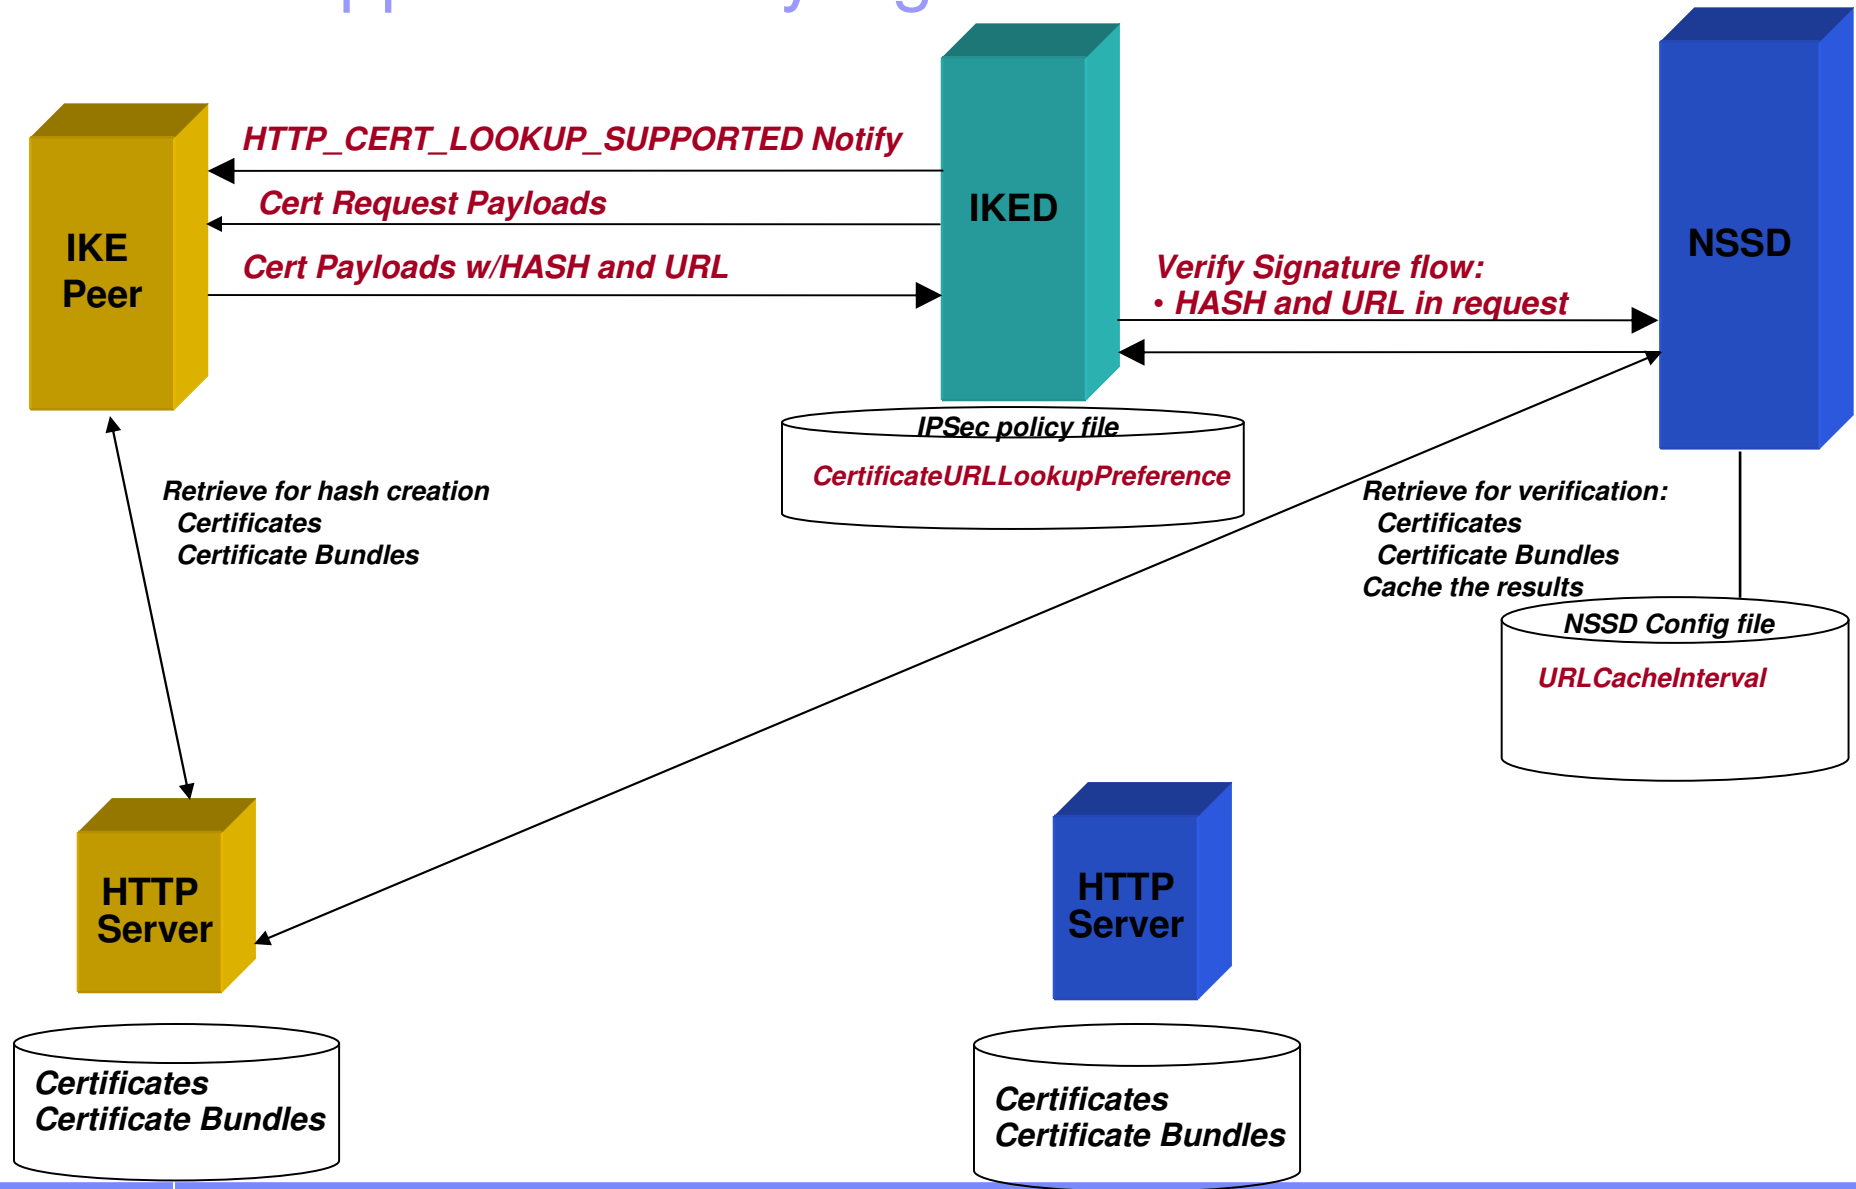 HTTP_CERT_LOOKUP_SUPPORTED Notify
Cert Request Payloads
Cert Payloads w/HASH and URL
IKE
Peer
IKED
NSSD
Verify Signature flow:
• HASH and URL in request
IPSec policy file
CertificateURLLookupPreference
Retrieve for hash creation
Certificates
Certificate Bundles
Retrieve for verification:
Certificates
Certificate Bundles
Cache the results
NSSD Config file
URLCacheInterval
HTTP
Server
HTTP
Server
Certificates
Certificate Bundles
Certificates
Certificate Bundles